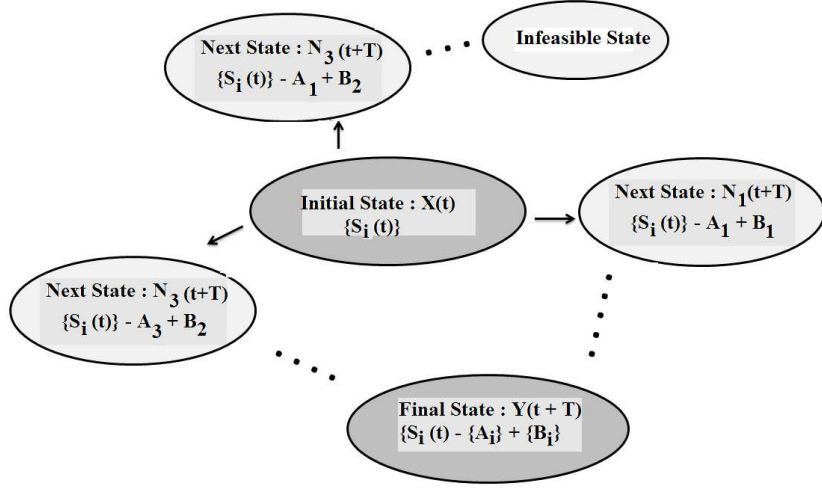 Next State : N3 (t+T)
{Si (t)} - A1 + B2
Infeasible State
Initial State : X(t)
{Si (t)}
Next State : N1 (t+T)
{Si (t)} - A1 + B1
Next State : N3 (t+T)
{Si (t)} - A3 + B2
Final State : Y(t + T)
{Si (t) - {Ai} + {Bi}